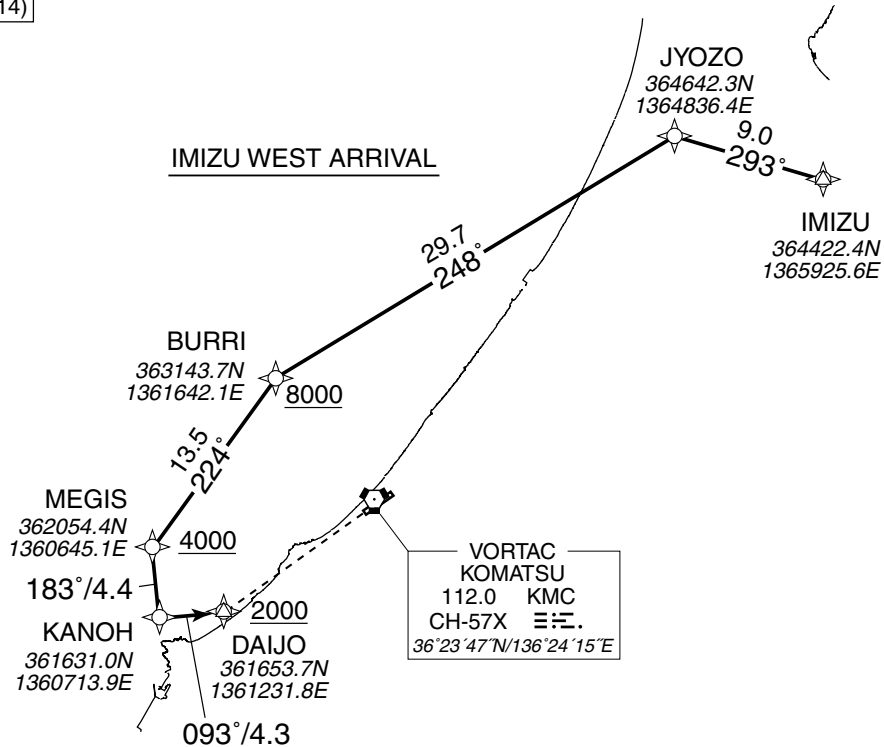 14)
IMIZU WEST ARRIVAL
JYOZO
364642.3N
1364836.4E
9.0
293°
IMIZU
364422.4N
1365925.6E
29.7
248°
BURRI
363143.7N
1361642.1E
8000
13.5
224°
MEGIS
362054.4N
1360645.1E
4000
183°/4.4
KANOH
361631.0N
1360713.9E
2000
DAIJO
361653.7N
1361231.8E
093°/4.3
VORTAC
KOMATSU
112.0 KMC
CH-57X
36°23´47˝N/136°24´15˝E